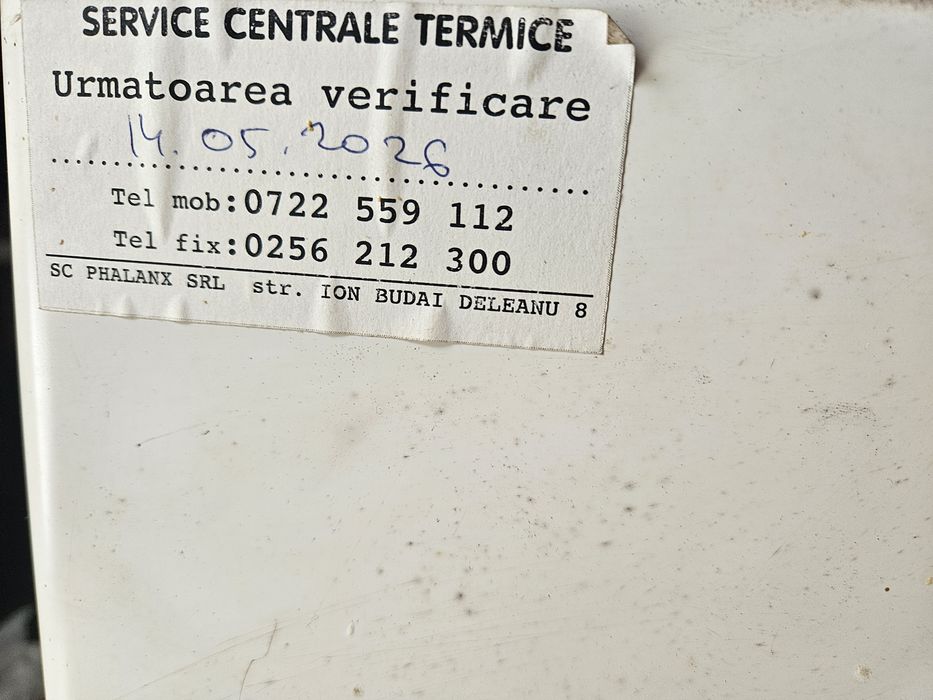 SERVICE CENTRALE TERMICE
Urmatoarea verificare
14. 05. 2026
Tel mob:0722 559 112
Tel fix:0256 212 300
SC PHALANX SRL str. ION BUDAI DELEANU 8